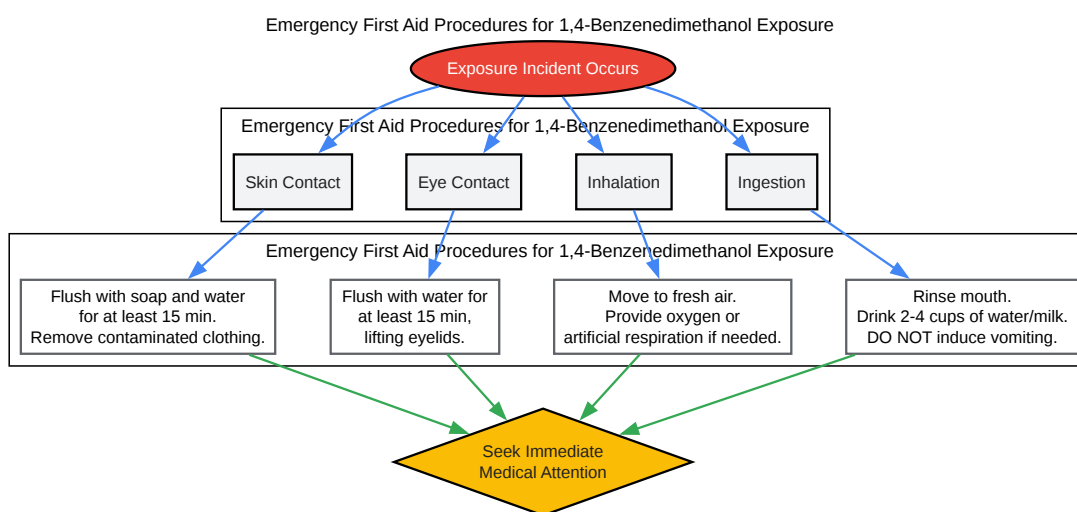 Emergency First Aid Procedures for 1,4-Benzenedimethanol Exposure
Exposure Incident Occurs
Emergency First Aid Procedures for 1,4-Benzenedimethanol Exposure
Skin Contact
Eye Contact
Inhalation
Ingestion
Emergency First Aid Procedures for 1,4-Benzenedimethanol Exposure
Flush with soap and water
for at least 15 min.
Remove contaminated clothing.
Flush with water for
at least 15 min,
lifting eyelids.
Move to fresh air.
Provide oxygen or
artificial respiration if needed.
Rinse mouth.
Drink 2-4 cups of water/milk.
DO NOT induce vomiting.
Seek Immediate
Medical Attention